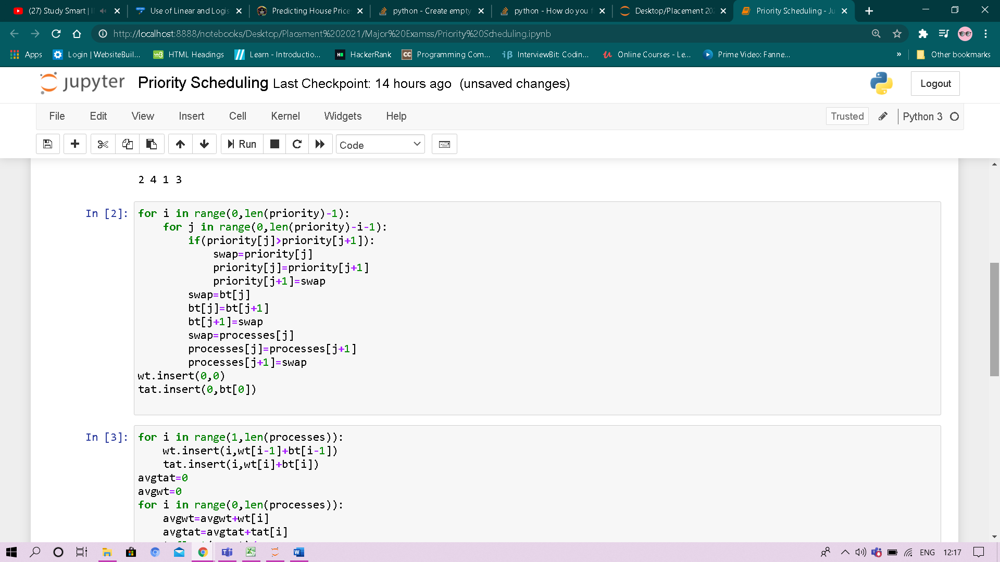 (27) Study Smart | Use of Linear and Logis Predicting House Price python - Create empty python - How do you f Desktop/Placement 202 Priority Scheduling - Ju
http://localhost:8888/notebooks/Desktop/Placement%202021/Major%20Examss/Priority%20Scheduling.ipynb
Apps Login | WebsiteBuil... HTML Headings Learn - Introductio... HackerRank Programming Com... InterviewBit: Codin... Online Courses - Le... Prime Video: Fanne... » Other bookmarks
jupyter Priority Scheduling Last Checkpoint: 14 hours ago (unsaved changes) Logout
File Edit View Insert Cell Kernel Widgets Help Trusted Python 3
Run Code
2 4 1 3
In [2]: for i in range(0,len(priority)-1):
for j in range(0,len(priority)-i-1):
if(priority[j]>priority[j+1]):
swap=priority[j]
priority[j]=priority[j+1]
priority[j+1]=swap
swap=bt[j]
bt[j]=bt[j+1]
bt[j+1]=swap
swap=processes[j]
processes[j]=processes[j+1]
processes[j+1]=swap
wt.insert(0,0)
tat.insert(0,bt[0])
In [3]: for i in range(1,len(processes)):
wt.insert(i,wt[i-1]+bt[i-1])
tat.insert(i,wt[i]+bt[i])
avgtat=0
avgwt=0
for i in range(0,len(processes)):
avgwt=avgwt+wt[i]
avgtat=avgtat+tat[i]
ENG 12:17